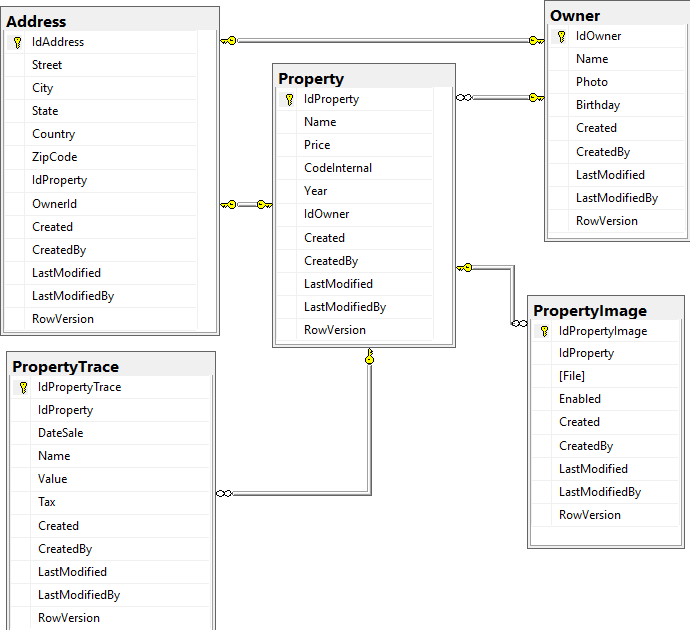 Address
IdAddress
Street
City
State
Country
ZipCode
IdProperty
OwnerId
Created
CreatedBy
LastModified
LastModifiedBy
RowVersion
Owner
IdOwner
Name
Photo
Birthday
Created
CreatedBy
LastModified
LastModifiedBy
RowVersion
Property
IdProperty
Name
Price
CodeInternal
Year
IdOwner
Created
CreatedBy
LastModified
LastModifiedBy
RowVersion
PropertyImage
IdPropertyImage
IdProperty
[File]
Enabled
Created
CreatedBy
LastModified
LastModifiedBy
RowVersion
PropertyTrace
IdPropertyTrace
IdProperty
DateSale
Name
Value
Tax
Created
CreatedBy
LastModified
LastModifiedBy
RowVersion